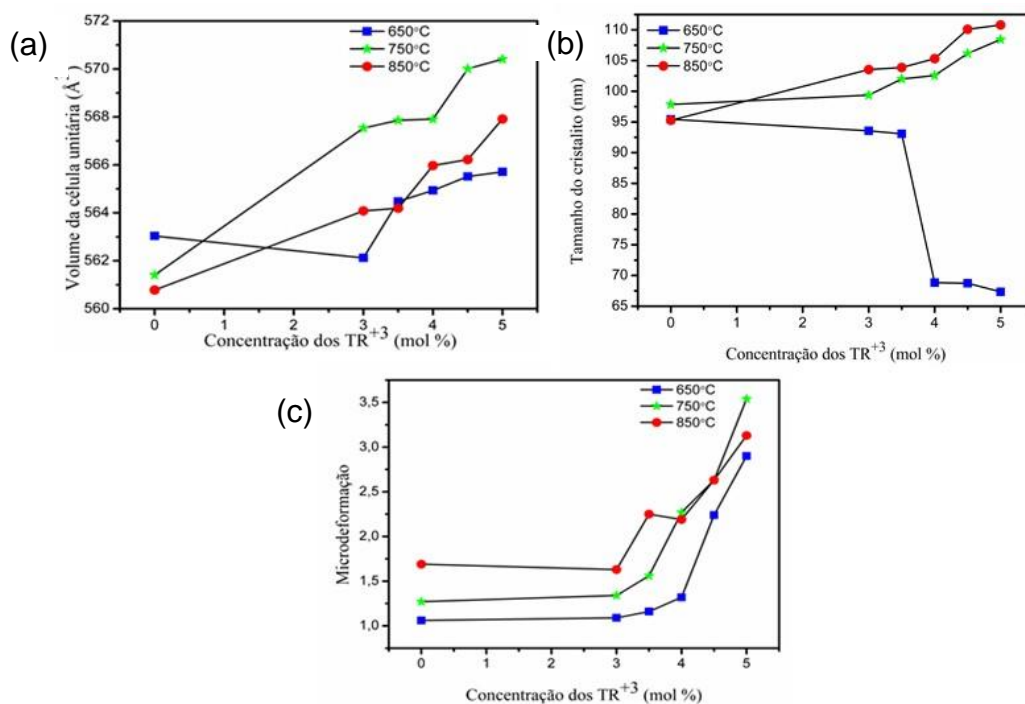 (a)
Volume da célula unitária (Å³)
572
570
568
566
564
562
560
650°C
750°C
850°C
0 1 2 3 4 5
Concentração dos TR+3 (mol %)
(b)
Tamanho do cristalito (nm)
110
105
100
95
90
85
80
75
70
65
650°C
750°C
850°C
0 1 2 3 4 5
Concentração dos TR+3 (mol %)
(c)
Microdeformação
3,5
3,0
2,5
2,0
1,5
1,0
650°C
750°C
850°C
0 1 2 3 4 5
Concentração dos TR+3 (mol %)